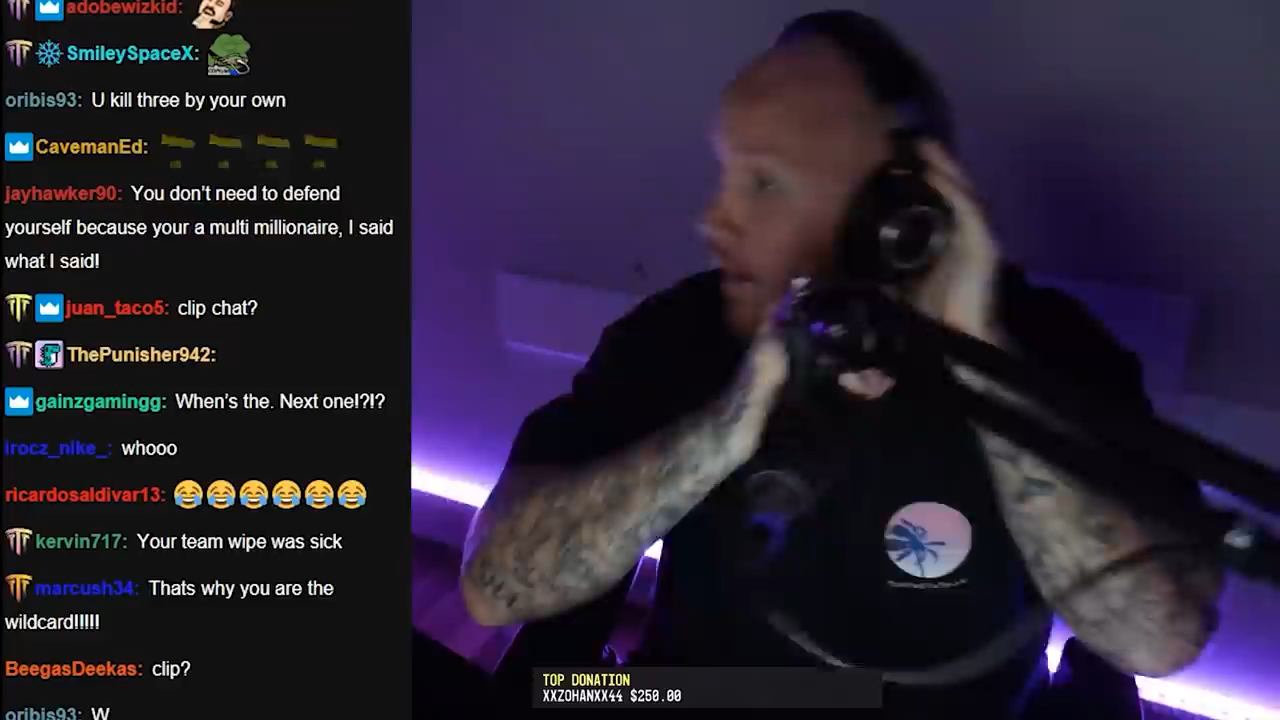 adobewizkid:
SmileySpaceX:
oribis93: U kill three by your own
CavemanEd:
jayhawker90: You don't need to defend
yourself because your a multi millionaire, I said
what I said!
juan_taco5: clip chat?
ThePunisher942:
gainzgamingg: When's the. Next one!?!?
irocz_nike_: whooo
ricardosaldivar13: 😂😂😂😂😂😂
kervin717: Your team wipe was sick
marcush34: Thats why you are the
wildcard!!!!!
BeegasDeekas: clip?
oribis93: W
TOP DONATION
XXZOHANXX44 $250.00